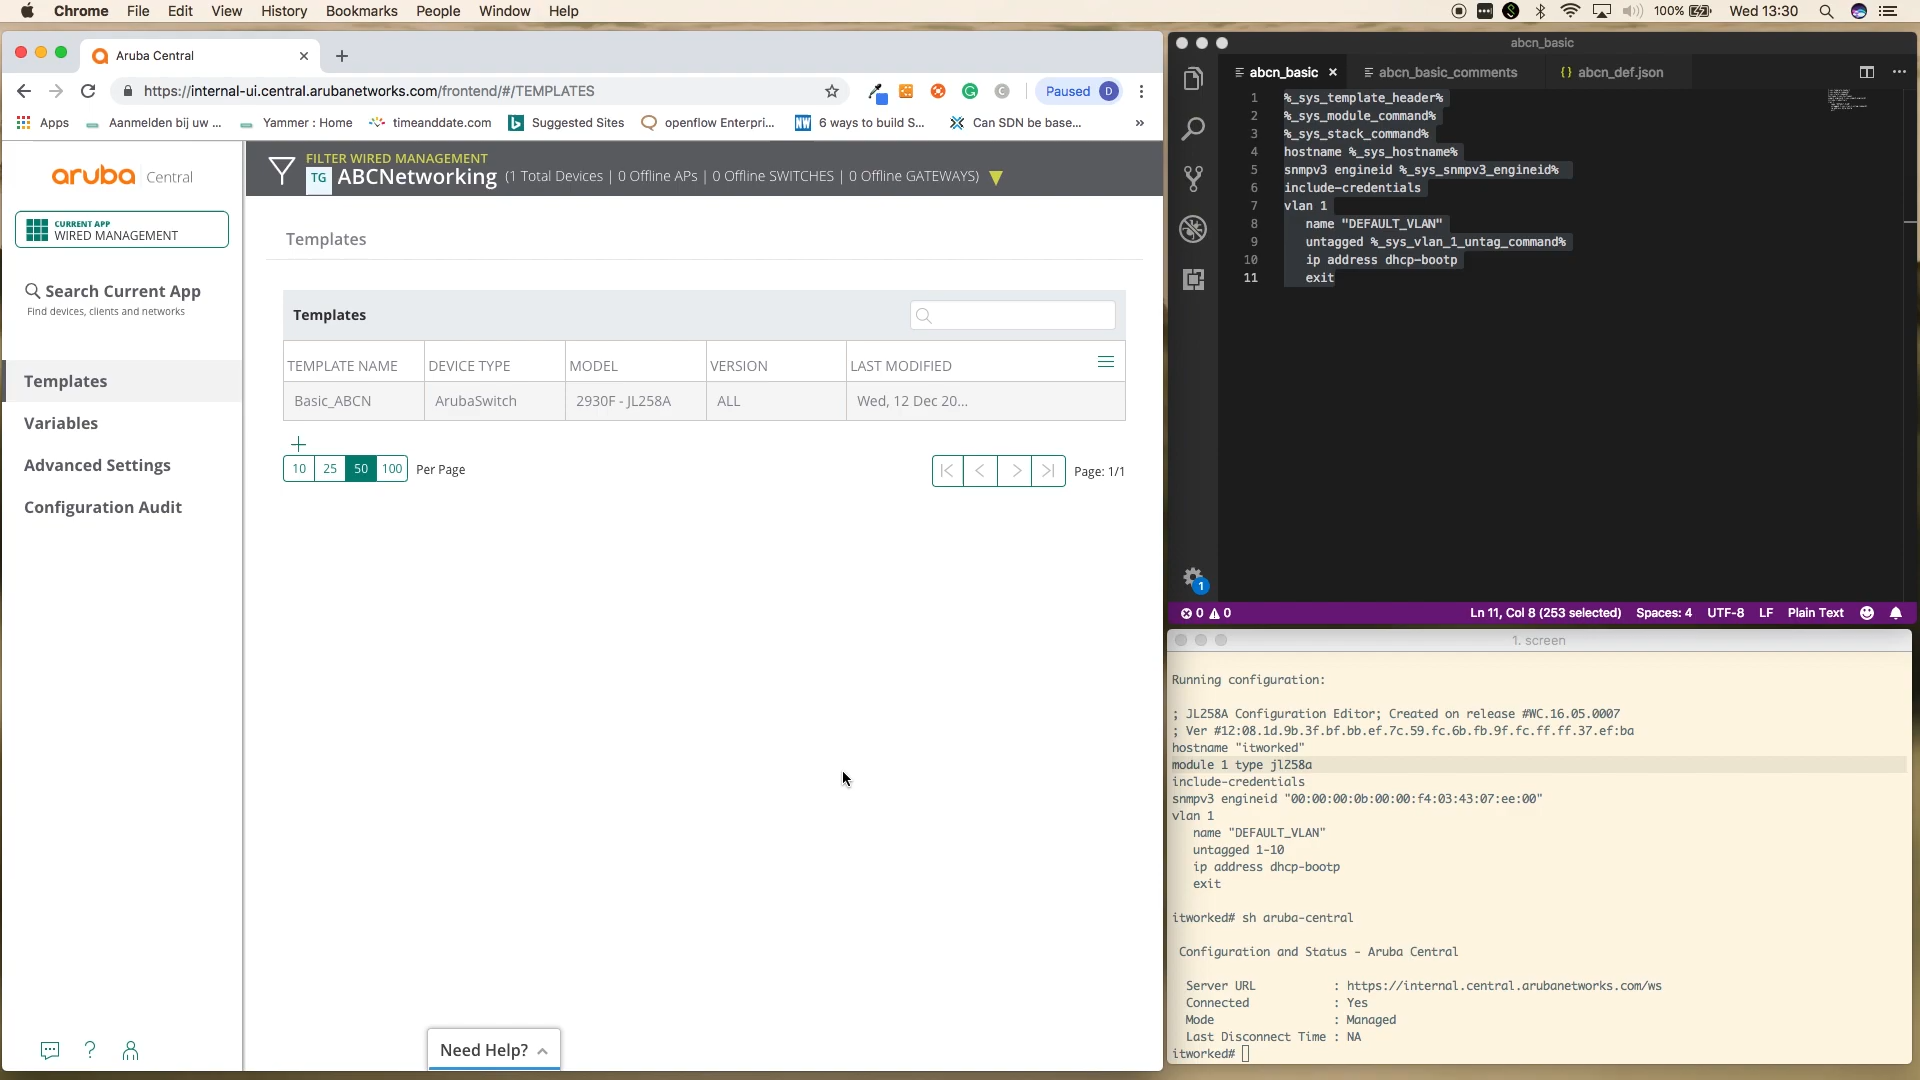 Chrome File Edit View History Bookmarks People Window Help
100% Wed 13:30
Aruba Central
https://internal-ui.central.arubanetworks.com/frontend/#/TEMPLATES
Paused D
Apps Aanmelden bij uw ... Yammer : Home timeanddate.com Suggested Sites openflow Enterpri... 6 ways to build S... Can SDN be base... »
aruba Central
CURRENT APP
WIRED MANAGEMENT
Search Current App
Find devices, clients and networks
Templates
Variables
Advanced Settings
Configuration Audit
FILTER WIRED MANAGEMENT
TG ABCNetworking (1 Total Devices | 0 Offline APs | 0 Offline SWITCHES | 0 Offline GATEWAYS)
Templates
Templates
TEMPLATE NAME DEVICE TYPE MODEL VERSION LAST MODIFIED
Basic_ABCN ArubaSwitch 2930F - JL258A ALL Wed, 12 Dec 20...
10 25 50 100 Per Page
Page: 1/1
Need Help?
abcn_basic
abcn_basic abcn_basic_comments {} abcn_def.json
1 %_sys_template_header%
2 %_sys_module_command%
3 %_sys_stack_command%
4 hostname %_sys_hostname%
5 snmpv3 engineid %_sys_snmpv3_engineid%
6 include-credentials
7 vlan 1
8 name "DEFAULT_VLAN"
9 untagged %_sys_vlan_1_untag_command%
10 ip address dhcp-bootp
11 exit
1
0 0 Ln 11, Col 8 (253 selected) Spaces: 4 UTF-8 LF Plain Text
1. screen
Running configuration:
; JL258A Configuration Editor; Created on release #WC.16.05.0007
; Ver #12:08.1d.9b.3f.bf.bb.ef.7c.59.fc.6b.fb.9f.fc.ff.ff.37.ef:ba
hostname "itworked"
module 1 type jl258a
include-credentials
snmpv3 engineid "00:00:00:0b:00:00:f4:03:43:07:ee:00"
vlan 1
name "DEFAULT_VLAN"
untagged 1-10
ip address dhcp-bootp
exit
itworked# sh aruba-central
Configuration and Status - Aruba Central
Server URL : https://internal.central.arubanetworks.com/ws
Connected : Yes
Mode : Managed
Last Disconnect Time : NA
itworked#